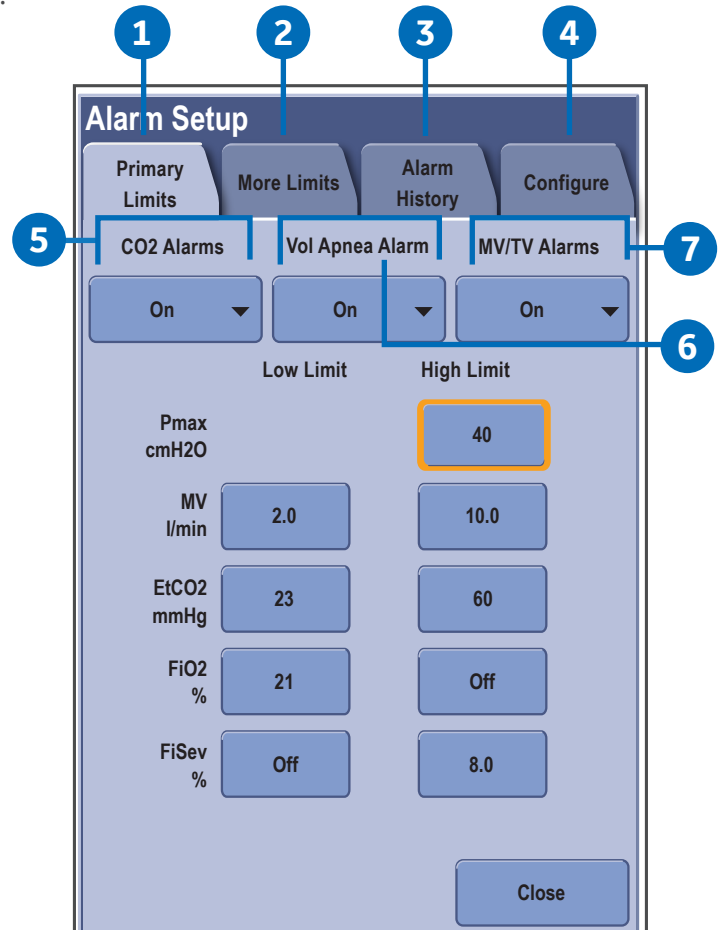 1 2 3 4
Alarm Setup
Primary
Limits
More Limits
Alarm
History
Configure
5 CO2 Alarms Vol Apnea Alarm MV/TV Alarms 7
On On On
6
Low Limit High Limit
Pmax
cmH2O
40
MV
l/min
2.0 10.0
EtCO2
mmHg
23 60
FiO2
%
21 Off
FiSev
%
Off 8.0
Close